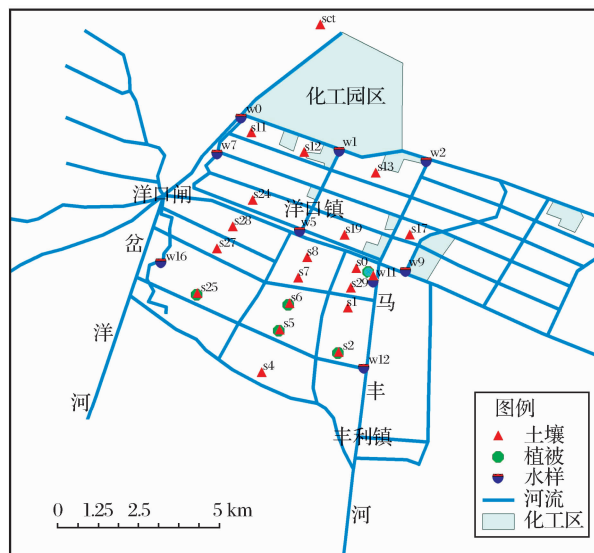 sct
化工园区
w0
s11
w1
s12
w7
w2
s13
洋口闸
s24
洋口镇
s28
w5
s19
s17
岔
s27
s8
w16
s0
w11
w9
s7
s29
马
s25
s6
s1
洋
s5
s2
w12
s4
丰
河
丰利镇
河
图例
土壤
植被
水样
河流
化工区
0 1.25 2.5 5 km